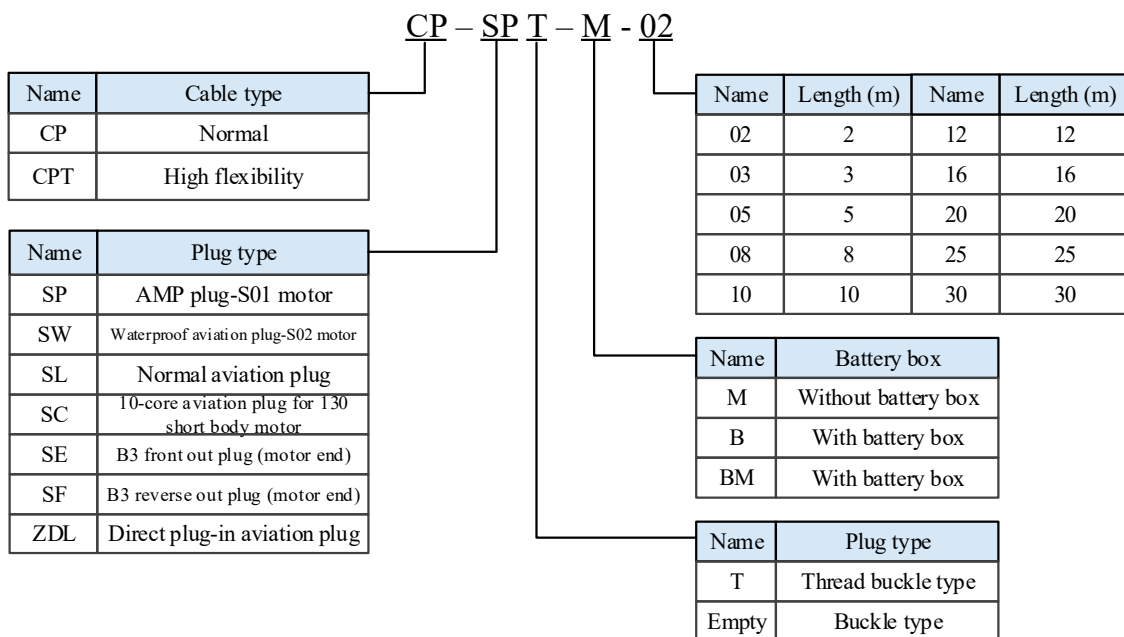 CP – SP T – M - 02
Name Cable type
CP Normal
CPT High flexibility
Name Plug type
SP AMP plug-S01 motor
SW Waterproof aviation plug-S02 motor
SL Normal aviation plug
SC 10-core aviation plug for 130
short body motor
SE B3 front out plug (motor end)
SF B3 reverse out plug (motor end)
ZDL Direct plug-in aviation plug
Name Length (m) Name Length (m)
02 2 12 12
03 3 16 16
05 5 20 20
08 8 25 25
10 10 30 30
Name Battery box
M Without battery box
B With battery box
BM With battery box
Name Plug type
T Thread buckle type
Empty Buckle type